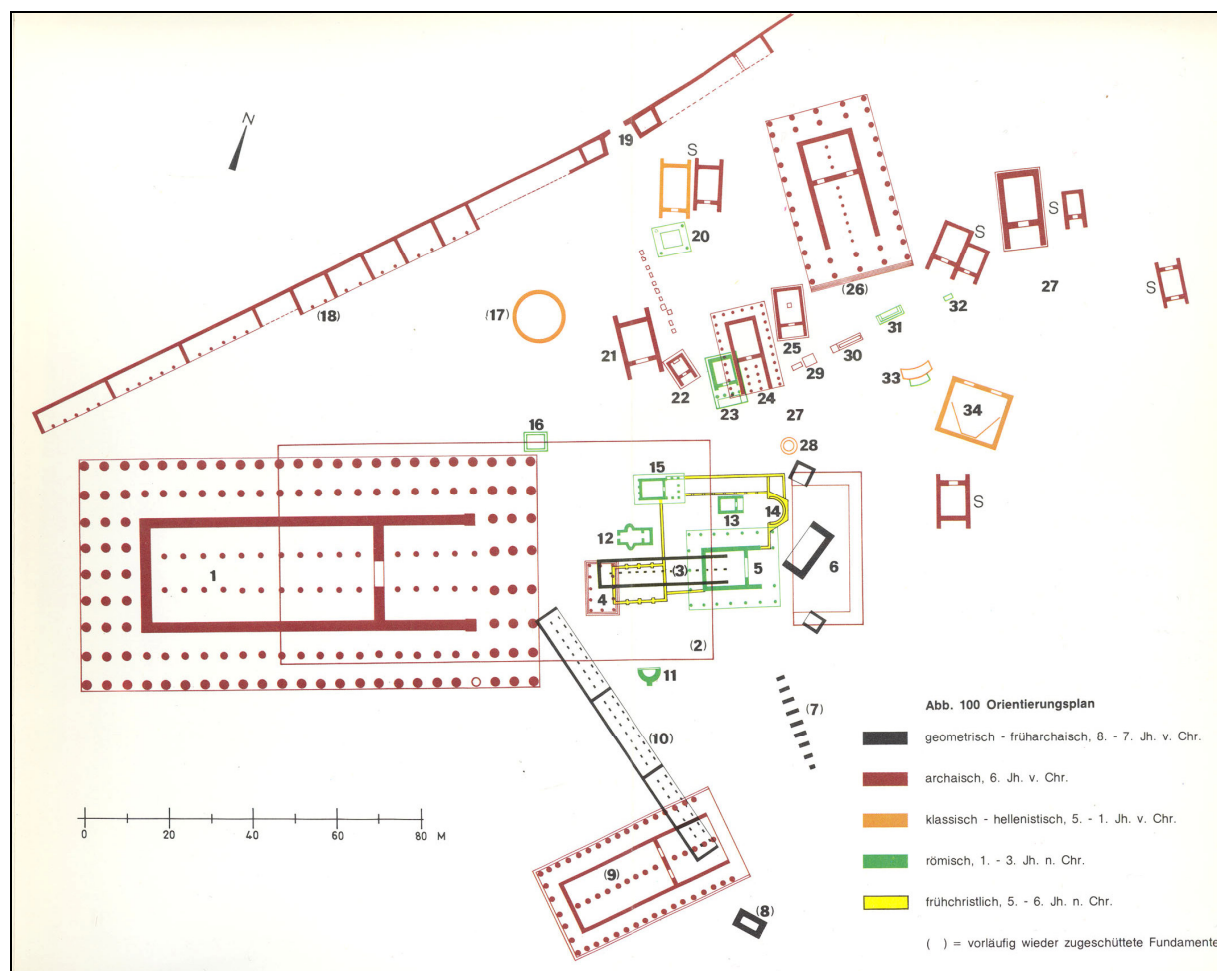 N
19
S
20
(18)
(17)
21
22
23
24
25
(26)
S
S
27
S
32
31
30
29
33
27
34
28
S
16
15
13
14
12
(3)
5
6
4
1
(2)
11
(7)
(10)
(9)
(8)
0 20 40 60 80 M
Abb. 100 Orientierungsplan
geometrisch - früharchaisch, 8. - 7. Jh. v. Chr.
archaisch, 6. Jh. v. Chr.
klassisch - hellenistisch, 5. - 1. Jh. v. Chr.
römisch, 1. - 3. Jh. n. Chr.
frühchristlich, 5. - 6. Jh. n. Chr.
( ) = vorläufig wieder zugeschüttete Fundamente